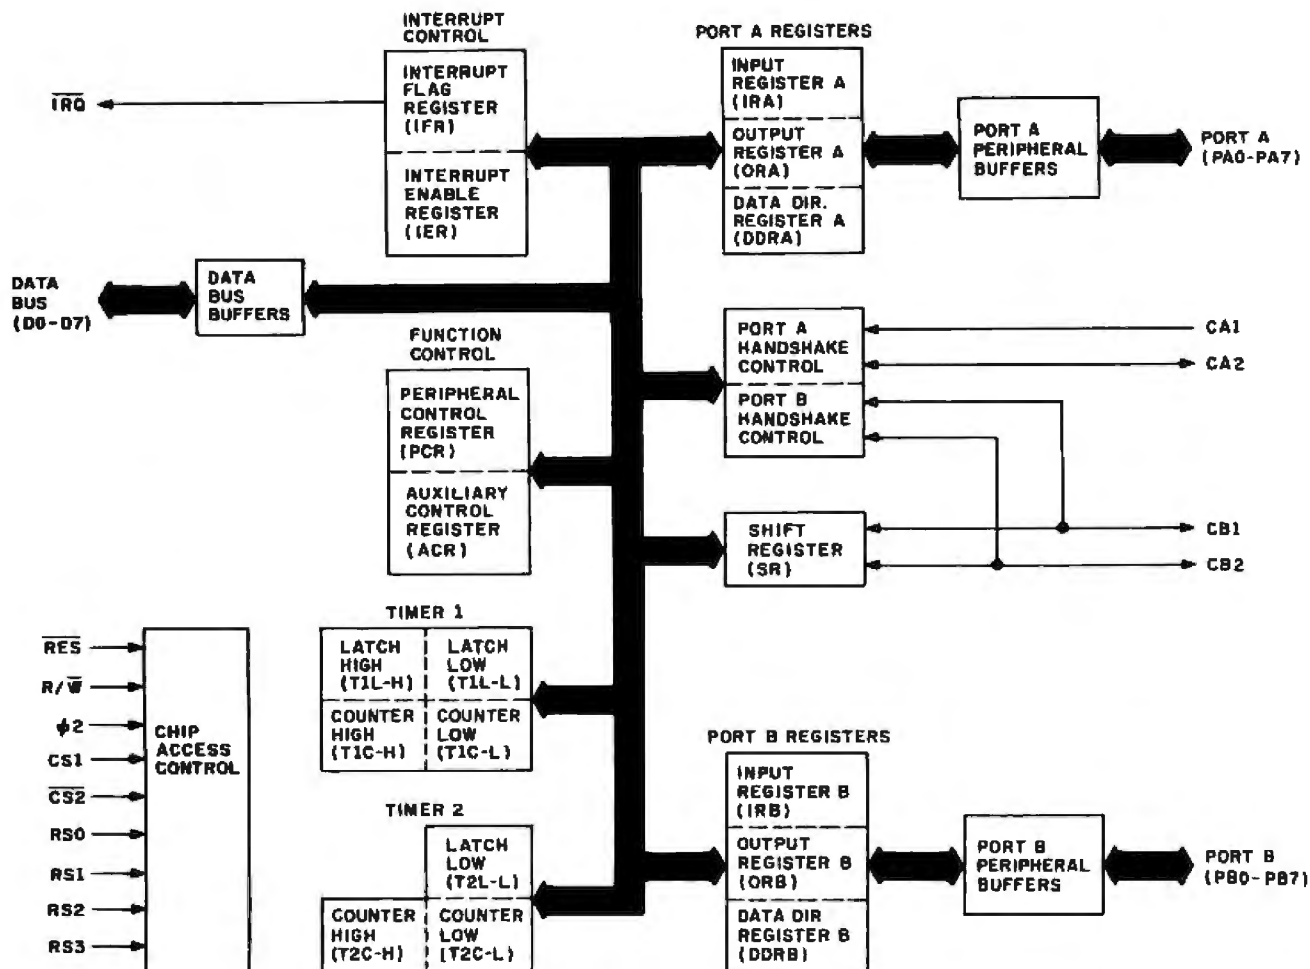 INTERRUPT
CONTROL
INTERRUPT
FLAG
REGISTER
(IFR)
INTERRUPT
ENABLE
REGISTER
(IER)
IRQ
DATA
BUS
(D0-D7)
DATA
BUS
BUFFERS
FUNCTION
CONTROL
PERIPHERAL
CONTROL
REGISTER
(PCR)
AUXILIARY
CONTROL
REGISTER
(ACR)
PORT A REGISTERS
INPUT
REGISTER A
(IRA)
OUTPUT
REGISTER A
(ORA)
DATA DIR.
REGISTER A
(DDRA)
PORT A
PERIPHERAL
BUFFERS
PORT A
(PA0-PA7)
PORT A
HANDSHAKE
CONTROL
PORT B
HANDSHAKE
CONTROL
CA1
CA2
SHIFT
REGISTER
(SR)
CB1
CB2
RES
R/W
ϕ2
CS1
CS2
RS0
RS1
RS2
RS3
CHIP
ACCESS
CONTROL
TIMER 1
LATCH
HIGH
(T1L-H)
LATCH
LOW
(T1L-L)
COUNTER
HIGH
(T1C-H)
COUNTER
LOW
(T1C-L)
TIMER 2
LATCH
LOW
(T2L-L)
COUNTER
HIGH
(T2C-H)
COUNTER
LOW
(T2C-L)
PORT B REGISTERS
INPUT
REGISTER B
(IRB)
OUTPUT
REGISTER B
(ORB)
DATA DIR
REGISTER B
(DDRB)
PORT B
PERIPHERAL
BUFFERS
PORT B
(PB0-PB7)